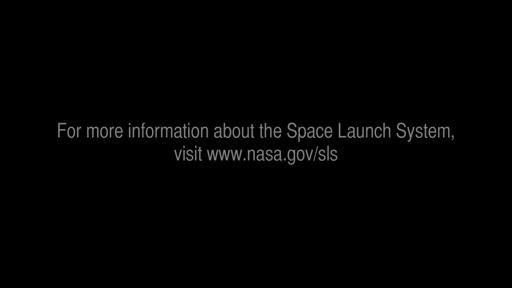 For more information about the Space Launch System,
visit www.nasa.gov/sls